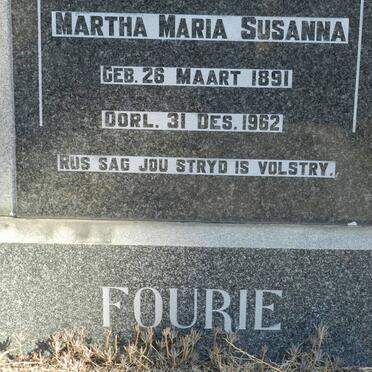 MARTHA MARIA SUSANNA
GEB. 26 MAART 1891
OORL. 31 DES. 1962
RUS SAG JOU STRYD IS VOLSTRY.
FOURIE